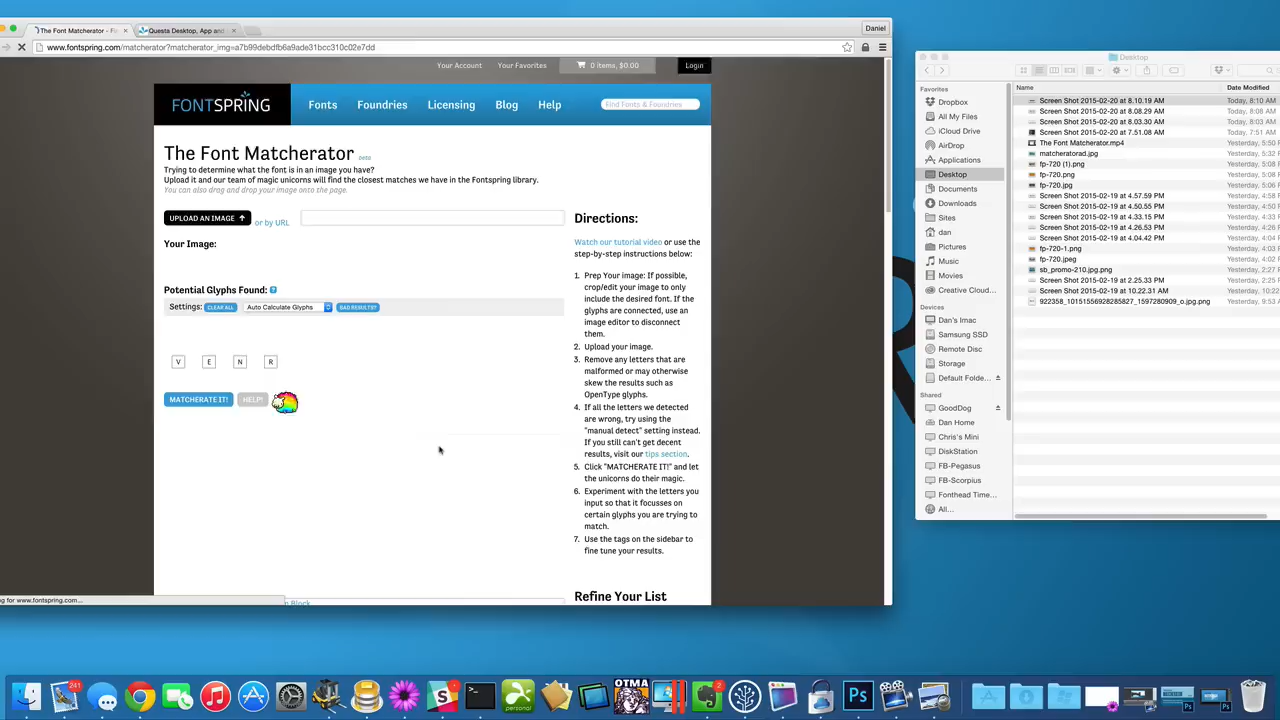 The Font Matcherator - F
Questa Desktop, App and
Daniel
www.fontspring.com/matcherator?matcherator_img=a7b99debdfb6a9ade31bcc310c02e7dd
Your Account
Your Favorites
0 items, $0.00
Login
FONTSPRING
Fonts
Foundries
Licensing
Blog
Help
Find Fonts & Foundries
The Font Matcherator beta
Trying to determine what the font is in an image you have?
Upload it and our team of magic unicorns will find the closest matches we have in the Fontspring library.
You can also drag and drop your image onto the page.
UPLOAD AN IMAGE
or by URL
Your Image:
Potential Glyphs Found: ?
Settings: CLEAR ALL Auto Calculate Glyphs BAD RESULTS?
V E N R
MATCHERATE IT! HELP!
Directions:
Watch our tutorial video or use the
step-by-step instructions below:
1. Prep Your image: If possible,
crop/edit your image to only
include the desired font. If the
glyphs are connected, use an
image editor to disconnect
them.
2. Upload your image.
3. Remove any letters that are
malformed or may otherwise
skew the results such as
OpenType glyphs.
4. If all the letters we detected
are wrong, try using the
"manual detect" setting instead.
If you still can't get decent
results, visit our tips section.
5. Click "MATCHERATE IT!" and let
the unicorns do their magic.
6. Experiment with the letters you
input so that it focusses on
certain glyphs you are trying to
match.
7. Use the tags on the sidebar to
fine tune your results.
Refine Your List
Block
ng for www.fontspring.com...
Desktop
Favorites
Dropbox
All My Files
iCloud Drive
AirDrop
Applications
Desktop
Documents
Downloads
Sites
dan
Pictures
Music
Movies
Creative Cloud...
Devices
Dan's Imac
Samsung SSD
Remote Disc
Storage
Default Folde...
Shared
GoodDog
Dan Home
Chris's Mini
DiskStation
FB-Pegasus
FB-Scorpius
Fonthead Time...
All...
Name Date Modified
Screen Shot 2015-02-20 at 8.10.19 AM Today, 8:10 AM
Screen Shot 2015-02-20 at 8.08.29 AM Today, 8:08 AM
Screen Shot 2015-02-20 at 8.03.30 AM Today, 8:03 AM
Screen Shot 2015-02-20 at 7.51.08 AM Today, 7:51 AM
The Font Matcherator.mp4 Yesterday, 5:50
matcheratorad.jpg Yesterday, 5:32
fp-720 (1).png Yesterday, 5:08
fp-720.png Yesterday, 5:08
fp-720.jpg Yesterday, 5:08
Screen Shot 2015-02-19 at 4.57.59 PM Yesterday, 4:58
Screen Shot 2015-02-19 at 4.50.55 PM Yesterday, 4:50
Screen Shot 2015-02-19 at 4.33.15 PM Yesterday, 4:33
Screen Shot 2015-02-19 at 4.26.53 PM Yesterday, 4:27
Screen Shot 2015-02-19 at 4.04.42 PM Yesterday, 4:04
fp-720-1.png Yesterday, 4:03
fp-720.jpeg Yesterday, 4:02
sb_promo-210.jpg.png Yesterday, 2:27
Screen Shot 2015-02-19 at 2.25.33 PM Yesterday, 2:25
Screen Shot 2015-02-19 at 10.22.31 AM Yesterday, 10:22
922358_10151556928285827_1597280909_o.jpg.png Yesterday, 9:53
241
personal
OTMA
2
Ps